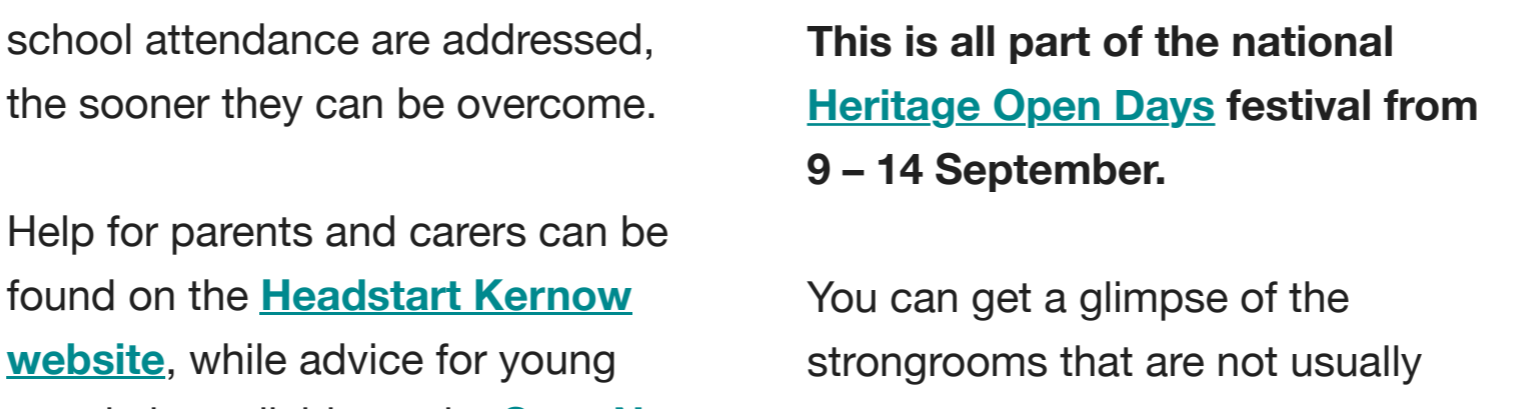 school attendance are addressed,
the sooner they can be overcome.
Help for parents and carers can be
found on the Headstart Kernow
website, while advice for young
This is all part of the national
Heritage Open Days festival from
9 – 14 September.
You can get a glimpse of the
strongrooms that are not usually